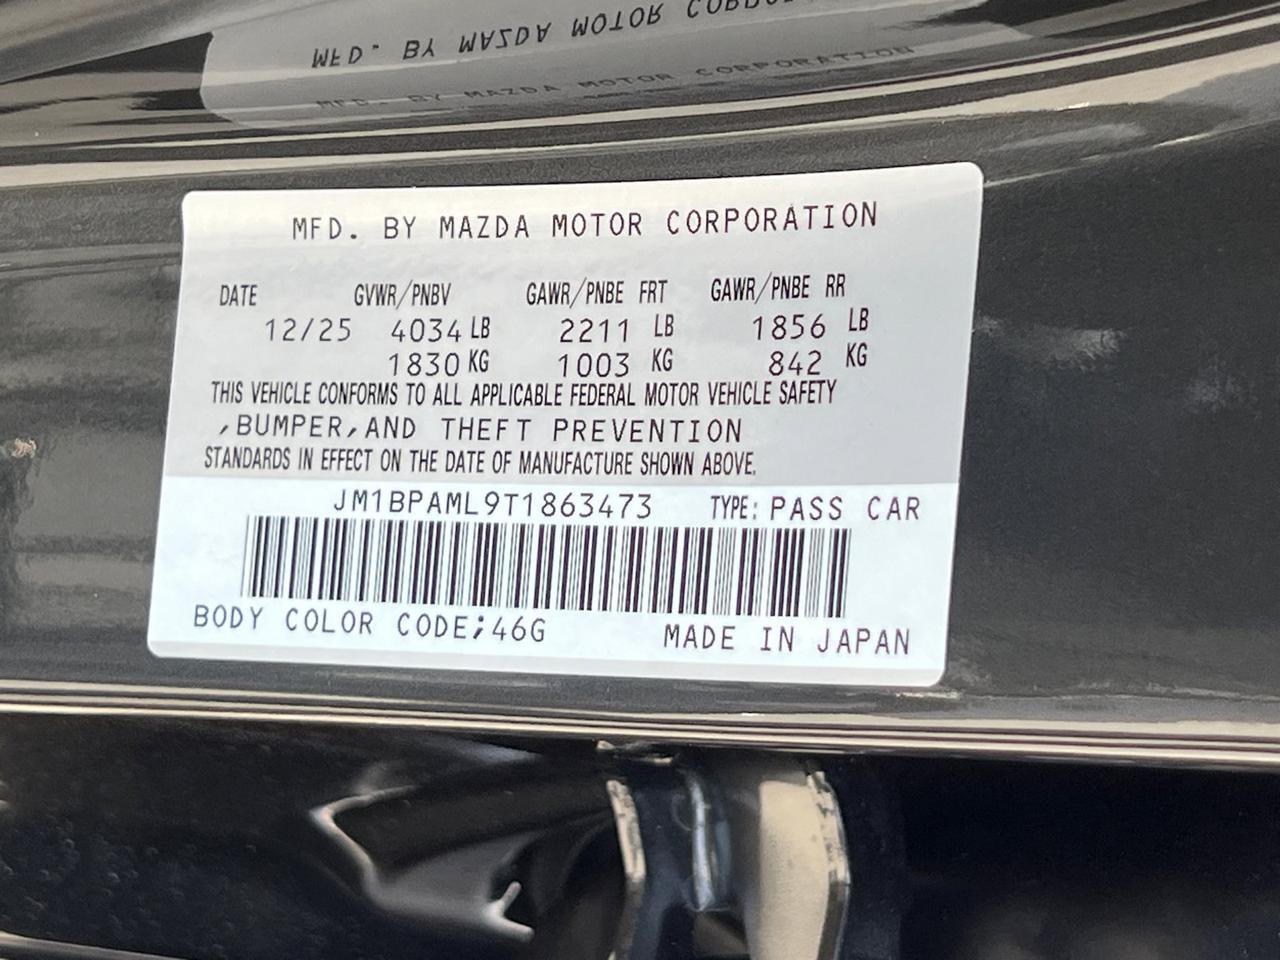 MFD. BY MAZDA MOTOR CORPORATION
MFD. BY MAZDA MOTOR CORPORATION
MFD. BY MAZDA MOTOR CORPORATION
DATE GVWR/PNBV GAWR/PNBE FRT GAWR/PNBE RR
12/25 4034 LB 2211 LB 1856 LB
1830 KG 1003 KG 842 KG
THIS VEHICLE CONFORMS TO ALL APPLICABLE FEDERAL MOTOR VEHICLE SAFETY
,BUMPER,AND THEFT PREVENTION
STANDARDS IN EFFECT ON THE DATE OF MANUFACTURE SHOWN ABOVE.
JM1BPAML9T1863473 TYPE: PASS CAR
BODY COLOR CODE;46G MADE IN JAPAN